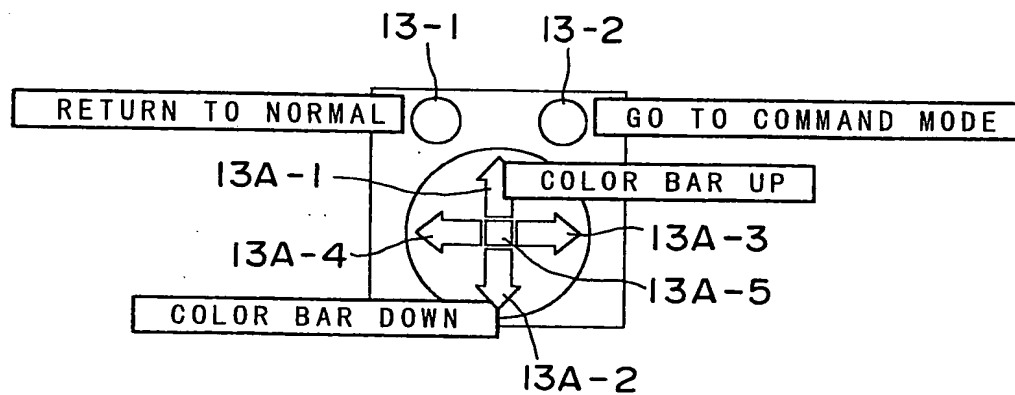 13-1 13-2
RETURN TO NORMAL GO TO COMMAND MODE
13A-1 COLOR BAR UP
13A-4 13A-3
13A-5
COLOR BAR DOWN
13A-2